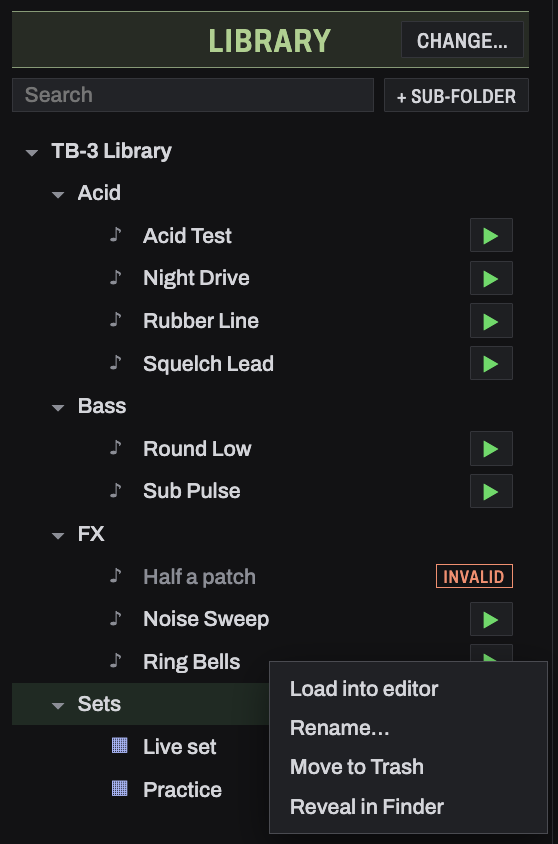 LIBRARY
CHANGE...
Search
+ SUB-FOLDER
TB-3 Library
Acid
Acid Test
Night Drive
Rubber Line
Squelch Lead
Bass
Round Low
Sub Pulse
FX
Half a patch
INVALID
Noise Sweep
Ring Bells
Sets
Live set
Practice
Load into editor
Rename...
Move to Trash
Reveal in Finder